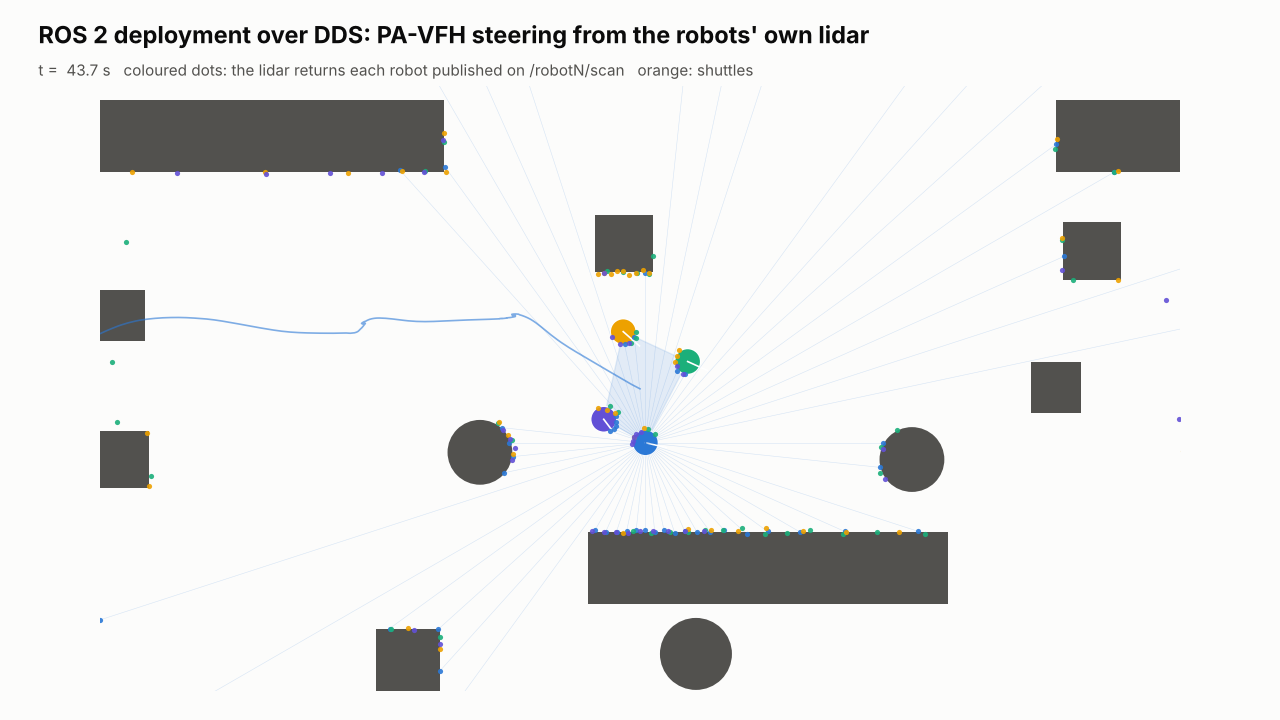 ROS 2 deployment over DDS: PA-VFH steering from the robots' own lidar
t =  43.7 s   coloured dots: the lidar returns each robot published on /robotN/scan   orange: shuttles